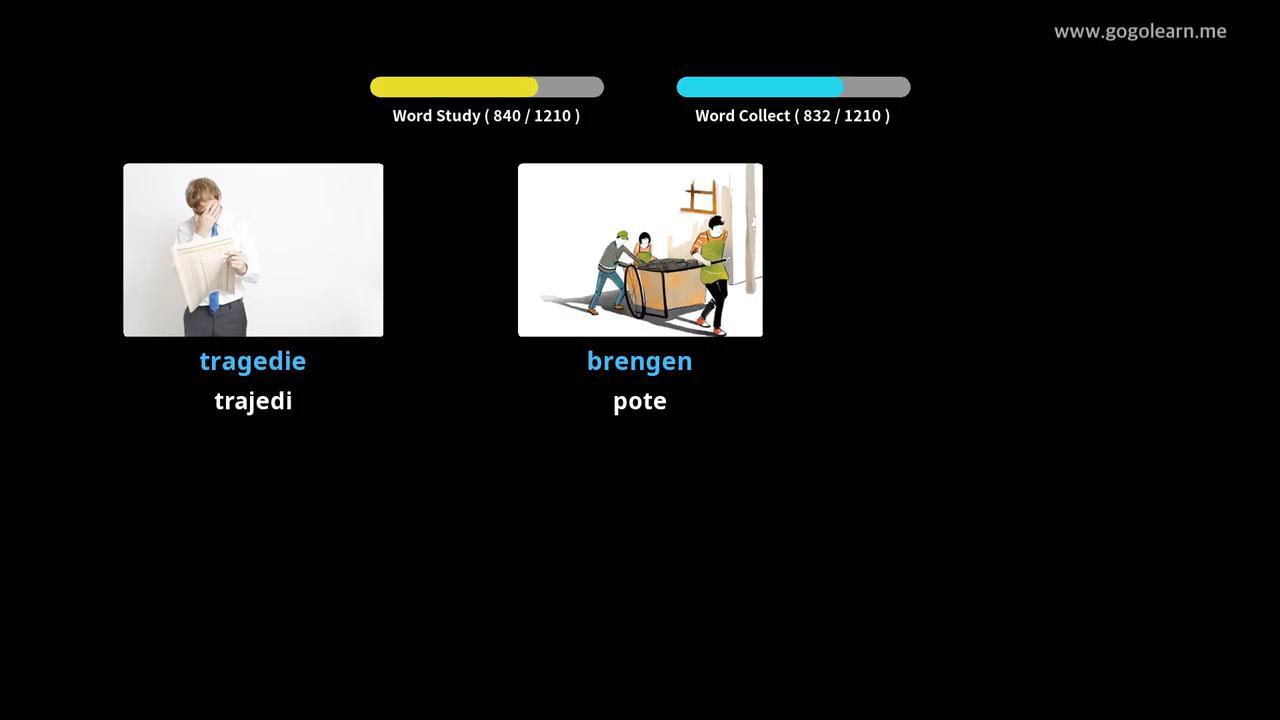 www.gogolearn.me
Word Study ( 840 / 1210 )
Word Collect ( 832 / 1210 )
tragedie
trajedi
brengen
pote